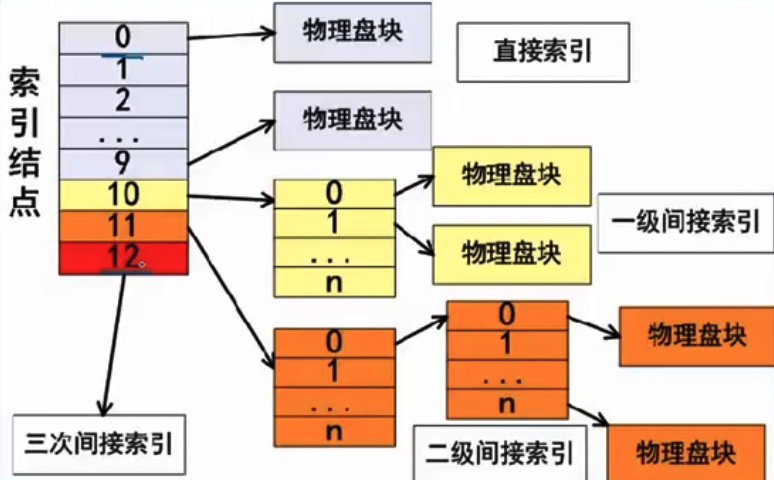 索引结点
0
1
2
...
9
10
11
12
物理盘块
直接索引
物理盘块
0
1
...
n
物理盘块
物理盘块
一级间接索引
0
1
...
n
0
1
...
n
物理盘块
物理盘块
二级间接索引
三次间接索引